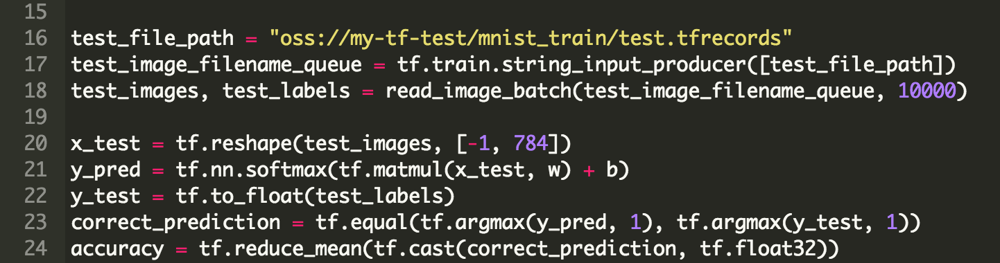 15
16 test_file_path = "oss://my-tf-test/mnist_train/test.tfrecords"
17 test_image_filename_queue = tf.train.string_input_producer([test_file_path])
18 test_images, test_labels = read_image_batch(test_image_filename_queue, 10000)
19
20 x_test = tf.reshape(test_images, [-1, 784])
21 y_pred = tf.nn.softmax(tf.matmul(x_test, w) + b)
22 y_test = tf.to_float(test_labels)
23 correct_prediction = tf.equal(tf.argmax(y_pred, 1), tf.argmax(y_test, 1))
24 accuracy = tf.reduce_mean(tf.cast(correct_prediction, tf.float32))